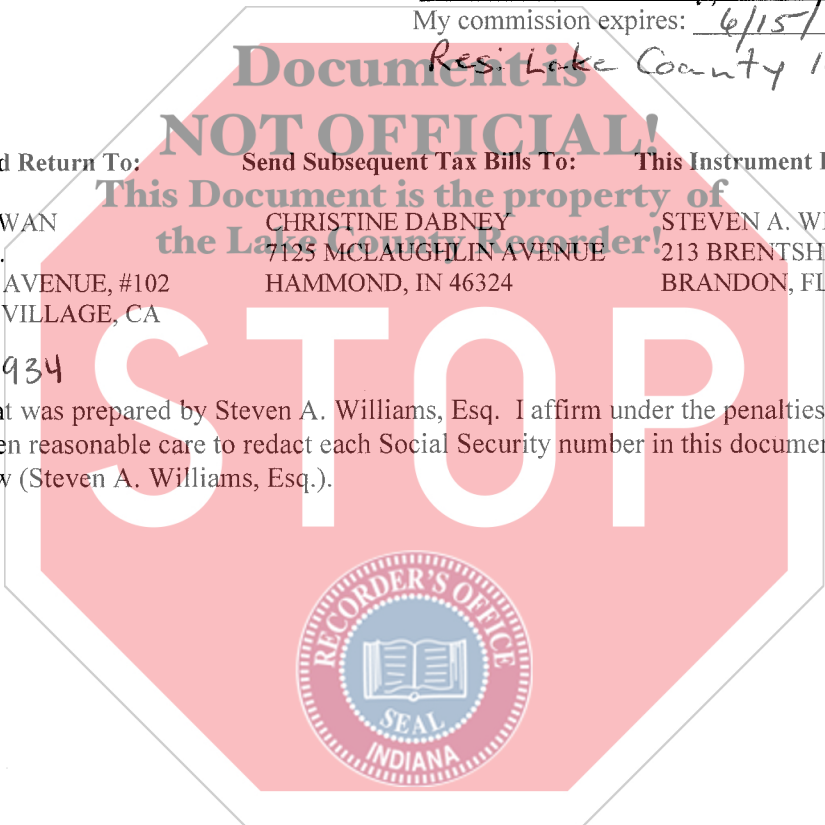 My commission expires: 6/15/
Res: Lake County
Document is
NOT OFFICIAL!
This Document is the property of
the Lake County Recorder!
d Return To: Send Subsequent Tax Bills To: This Instrument
WAN CHRISTINE DABNEY STEVEN A. WI
. 7125 MCLAUGHLIN AVENUE 213 BRENTSH
AVENUE, #102 HAMMOND, IN 46324 BRANDON, FL
VILLAGE, CA
934
at was prepared by Steven A. Williams, Esq. I affirm under the penalties
en reasonable care to redact each Social Security number in this documen
w (Steven A. Williams, Esq.).
STOP
RECORDER'S OFFICE
SEAL
INDIANA